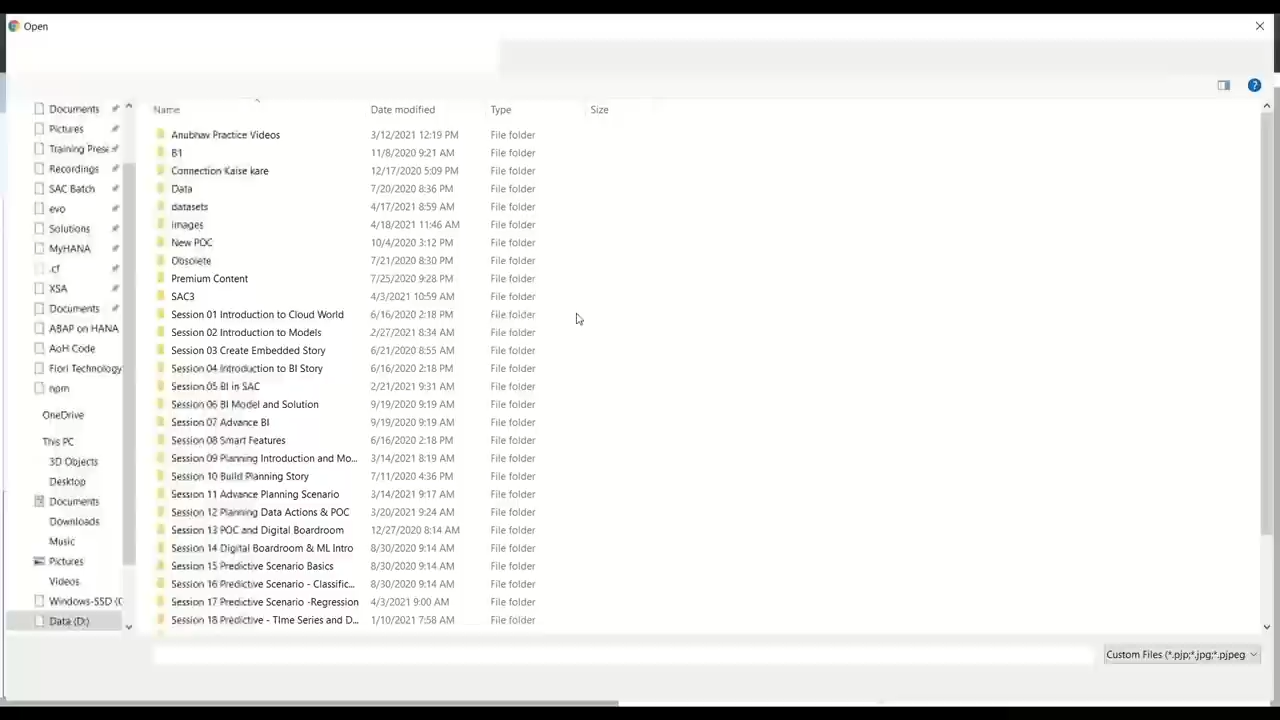 Open
Name Date modified Type Size
Documents
Pictures
Training Prese
Recordings
SAC Batch
evo
Solutions
MyHANA
.cf
XSA
Documents
ABAP on HANA
AoH Code
Fiori Technology
npm
OneDrive
This PC
3D Objects
Desktop
Documents
Downloads
Music
Pictures
Videos
Windows-SSD (C
Data (D:)
Anubhav Practice Videos 3/12/2021 12:19 PM File folder
B1 11/8/2020 9:21 AM File folder
Connection Kaise kare 12/17/2020 5:09 PM File folder
Data 7/20/2020 8:36 PM File folder
datasets 4/17/2021 8:59 AM File folder
images 4/18/2021 11:46 AM File folder
New POC 10/4/2020 3:12 PM File folder
Obsolete 7/21/2020 8:30 PM File folder
Premium Content 7/25/2020 9:28 PM File folder
SAC3 4/3/2021 10:59 AM File folder
Session 01 Introduction to Cloud World 6/16/2020 2:18 PM File folder
Session 02 Introduction to Models 2/27/2021 8:34 AM File folder
Session 03 Create Embedded Story 6/21/2020 8:55 AM File folder
Session 04 Introduction to BI Story 6/16/2020 2:18 PM File folder
Session 05 BI in SAC 2/21/2021 9:31 AM File folder
Session 06 BI Model and Solution 9/19/2020 9:19 AM File folder
Session 07 Advance BI 9/19/2020 9:19 AM File folder
Session 08 Smart Features 6/16/2020 2:18 PM File folder
Session 09 Planning Introduction and Mo... 3/14/2021 8:19 AM File folder
Session 10 Build Planning Story 7/11/2020 4:36 PM File folder
Session 11 Advance Planning Scenario 3/14/2021 9:17 AM File folder
Session 12 Planning Data Actions & POC 3/20/2021 9:24 AM File folder
Session 13 POC and Digital Boardroom 12/27/2020 8:14 AM File folder
Session 14 Digital Boardroom & ML Intro 8/30/2020 9:14 AM File folder
Session 15 Predictive Scenario Basics 8/30/2020 9:14 AM File folder
Session 16 Predictive Scenario - Classific... 8/30/2020 9:14 AM File folder
Session 17 Predictive Scenario -Regression 4/3/2021 9:00 AM File folder
Session 18 Predictive - TIme Series and D... 1/10/2021 7:58 AM File folder
Custom Files (*.pjp;*.jpg;*.pjpeg